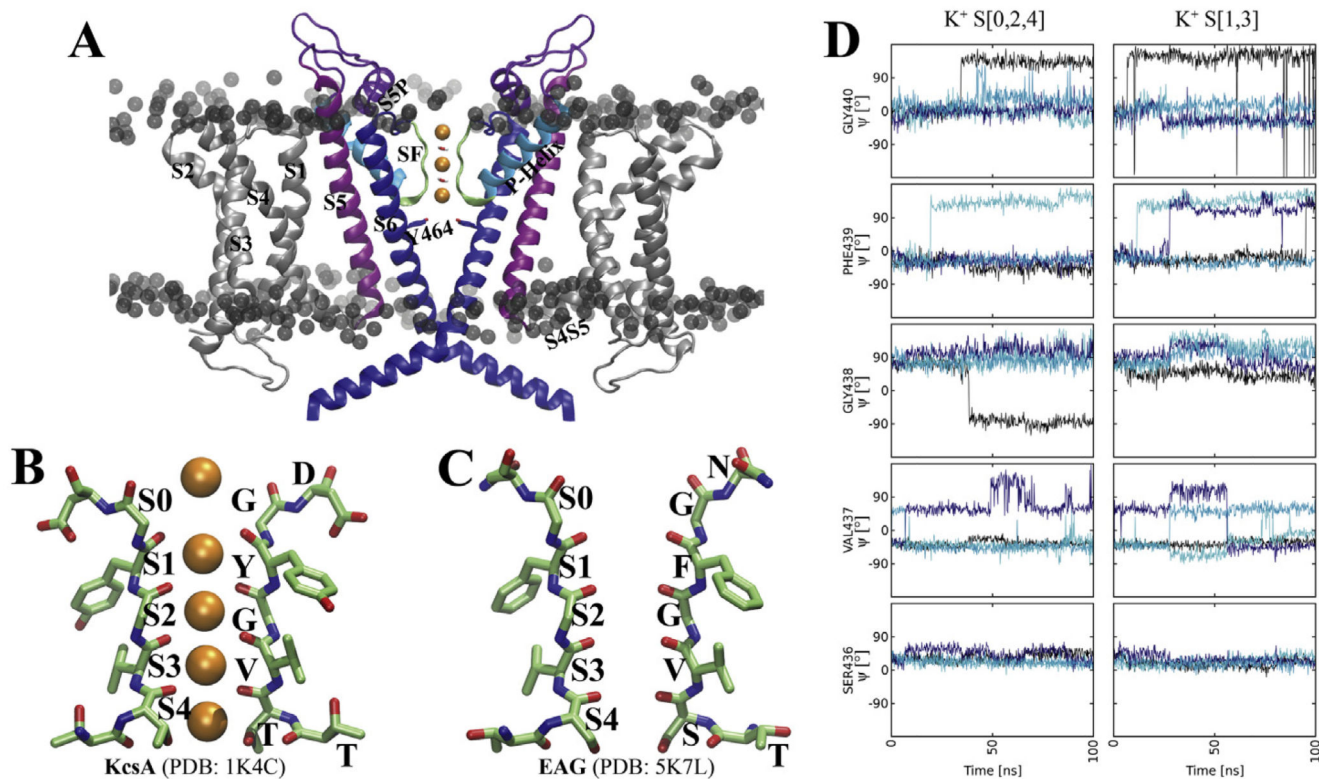 A
S2
S3
S4
S1
S5
S5P
SF
S6
Y464
P-Helix
S4S5
B
S0
S1
S2
S3
S4
G
D
Y
G
V
T
T
KcsA (PDB: 1K4C)
C
S0
S1
S2
S3
S4
G
N
F
G
V
S
T
EAG (PDB: 5K7L)
D
K⁺ S[0,2,4]
K⁺ S[1,3]
GLY440
ψ [°]
90
0
-90
PHE439
ψ [°]
90
0
-90
GLY438
ψ [°]
90
0
-90
VAL437
ψ [°]
90
0
-90
SER436
ψ [°]
90
0
-90
0
50
100
0
50
100
Time [ns]
Time [ns]